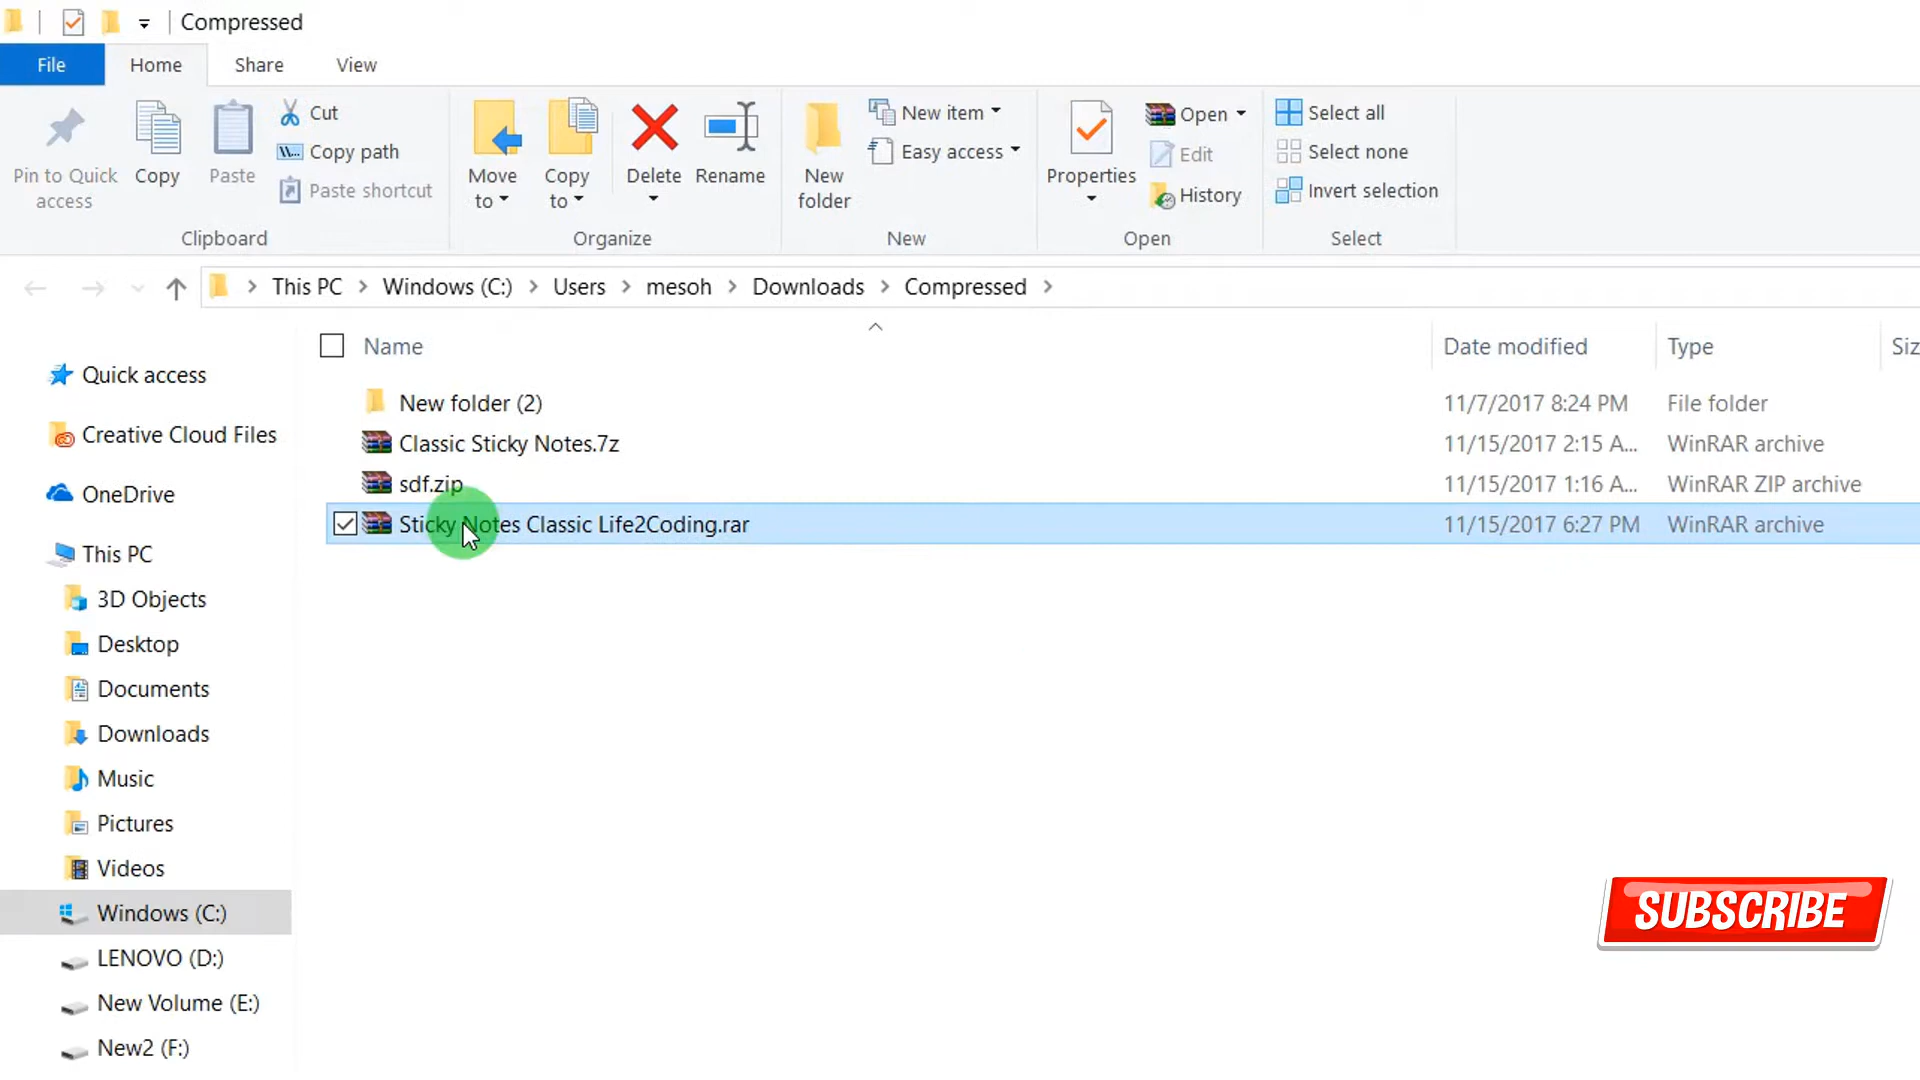 Compressed
File Home Share View
Pin to Quick access
Copy
Paste
Cut
Copy path
Paste shortcut
Clipboard
Move to
Copy to
Delete
Rename
Organize
New folder
New item
Easy access
New
Properties
Open
Edit
History
Open
Select all
Select none
Invert selection
Select
This PC > Windows (C:) > Users > mesoh > Downloads > Compressed >
Name Date modified Type Siz
New folder (2) 11/7/2017 8:24 PM File folder
Classic Sticky Notes.7z 11/15/2017 2:15 A... WinRAR archive
sdf.zip 11/15/2017 1:16 A... WinRAR ZIP archive
Sticky Notes Classic Life2Coding.rar 11/15/2017 6:27 PM WinRAR archive
Quick access
Creative Cloud Files
OneDrive
This PC
3D Objects
Desktop
Documents
Downloads
Music
Pictures
Videos
Windows (C:)
LENOVO (D:)
New Volume (E:)
New2 (F:)
SUBSCRIBE